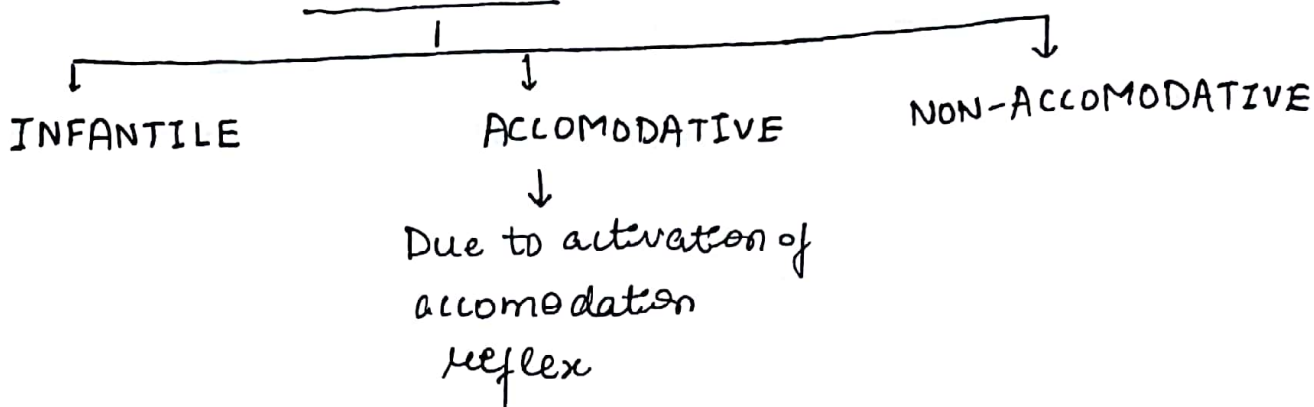 INFANTILE
ACCOMODATIVE
NON-ACCOMODATIVE
Due to activation of
accomodation
reflex